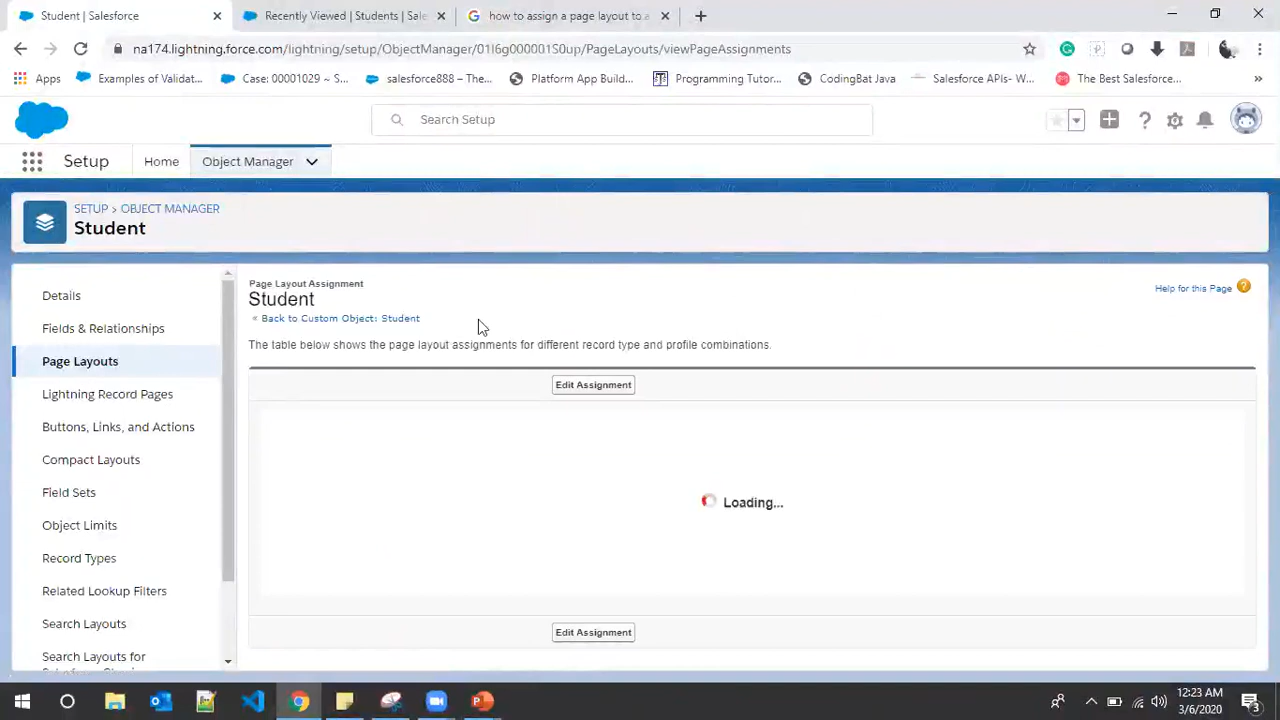 Student | Salesforce
Recently Viewed | Students | Sale
how to assign a page layout to a
na174.lightning.force.com/lightning/setup/ObjectManager/01I6g000001S0up/PageLayouts/viewPageAssignments
Apps
Examples of Validat...
Case: 00001029 ~ S...
salesforce888 – The...
Platform App Build...
Programming Tutor...
CodingBat Java
Salesforce APIs- W...
The Best Salesforce...
Search Setup
Setup
Home
Object Manager
SETUP > OBJECT MANAGER
Student
Details
Fields & Relationships
Page Layouts
Lightning Record Pages
Buttons, Links, and Actions
Compact Layouts
Field Sets
Object Limits
Record Types
Related Lookup Filters
Search Layouts
Search Layouts for
Page Layout Assignment
Student
« Back to Custom Object: Student
Help for this Page
The table below shows the page layout assignments for different record type and profile combinations.
Edit Assignment
Loading...
Edit Assignment
12:23 AM
3/6/2020
3